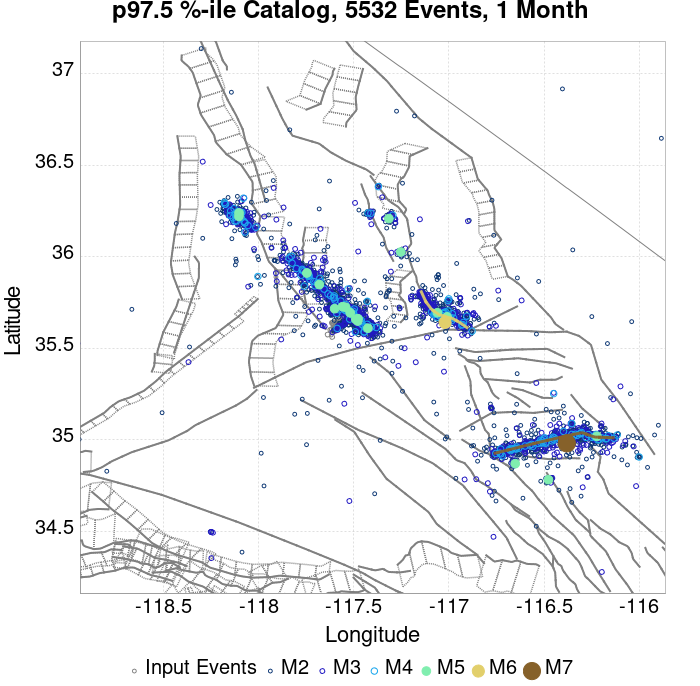 p97.5 %-ile Catalog, 5532 Events, 1 Month
37
36.5
36
35.5
35
34.5
Latitude
-118.5 -118 -117.5 -117 -116.5 -116
Longitude
Input Events M2 M3 M4 M5 M6 M7